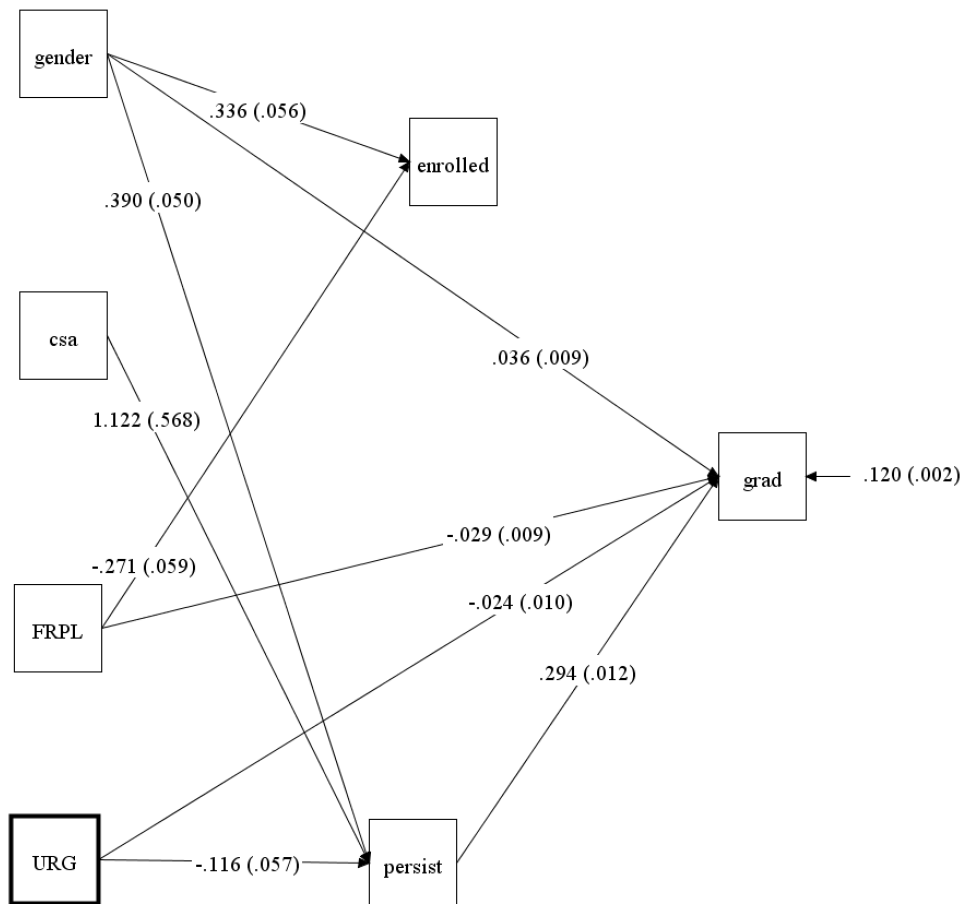 gender
.336 (.056)
enrolled
.390 (.050)
csa
.036 (.009)
1.122 (.568)
grad
.120 (.002)
-.029 (.009)
-.271 (.059)
-.024 (.010)
FRPL
.294 (.012)
URG
-.116 (.057)
persist